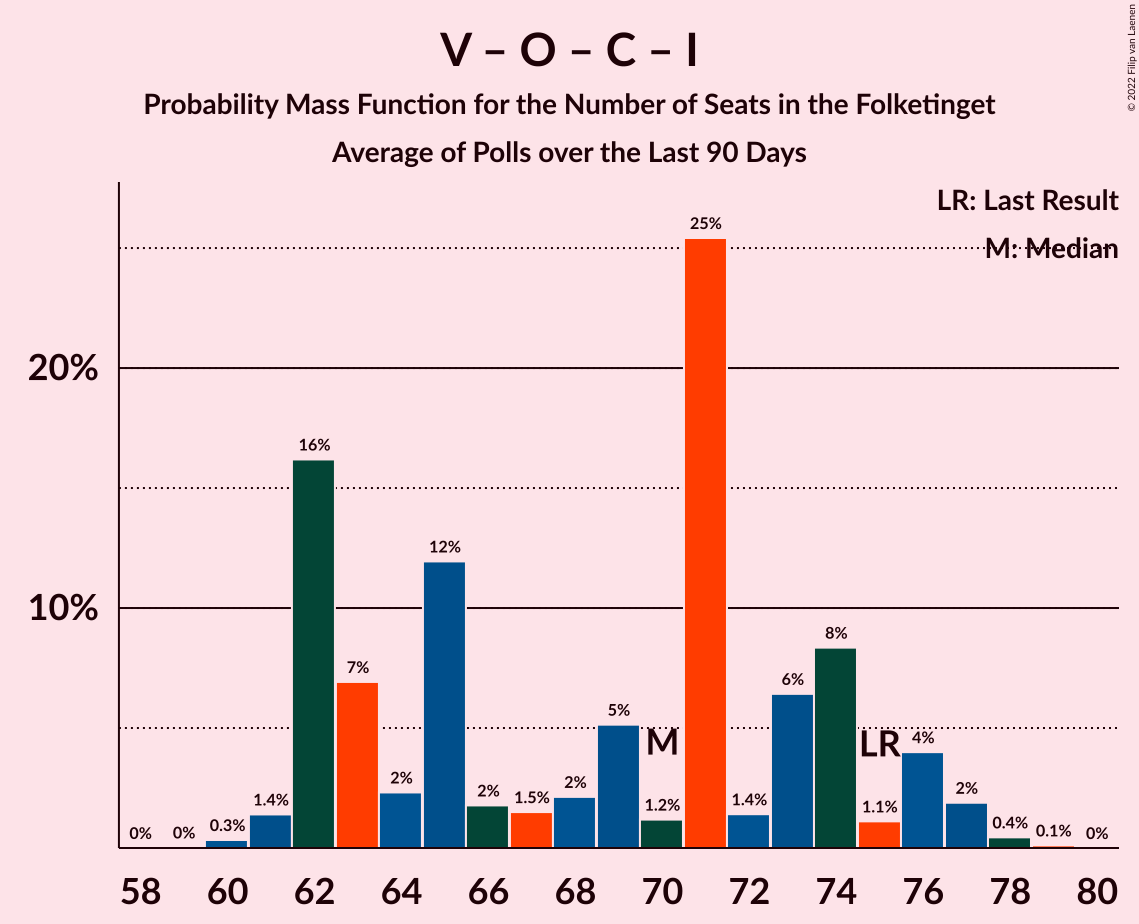 V – O – C – I
Probability Mass Function for the Number of Seats in the Folketinget
Average of Polls over the Last 90 Days
© 2022 Filip van Laenen
LR: Last Result
M: Median
25%
20%
16%
12%
10%
8%
7%
6%
5%
M
LR
4%
2%
2%
1.5%
2%
1.4%
1.2%
1.4%
1.1%
2%
0%
0%
0.3%
0.4%
0.1%
0%
58 60 62 64 66 68 70 72 74 76 78 80